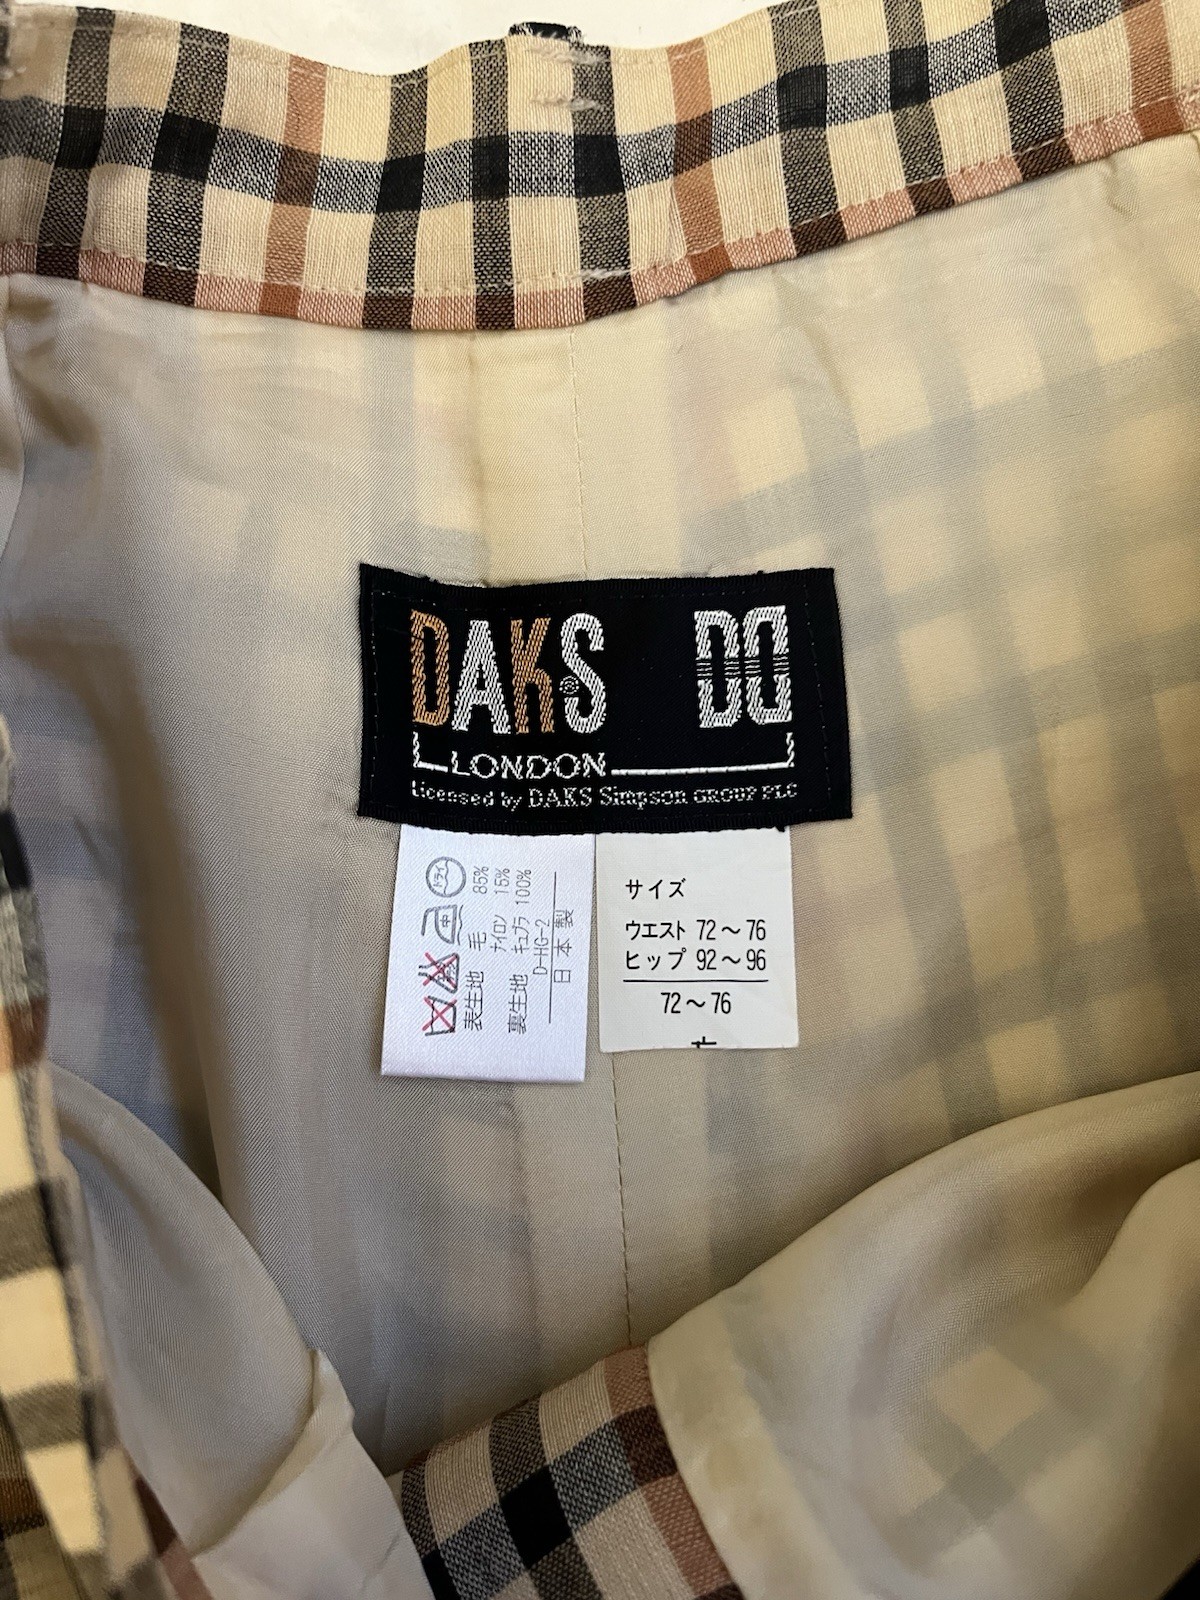 DAKS DD
LONDON
Licensed by DAKS Simpson GROUP PLC
ドライ
中
表生地 毛 85%
ナイロン 15%
裏生地 キュプラ 100%
D-HG-2
日本製
サイズ
ウエスト 72～76
ヒップ 92～96
72～76